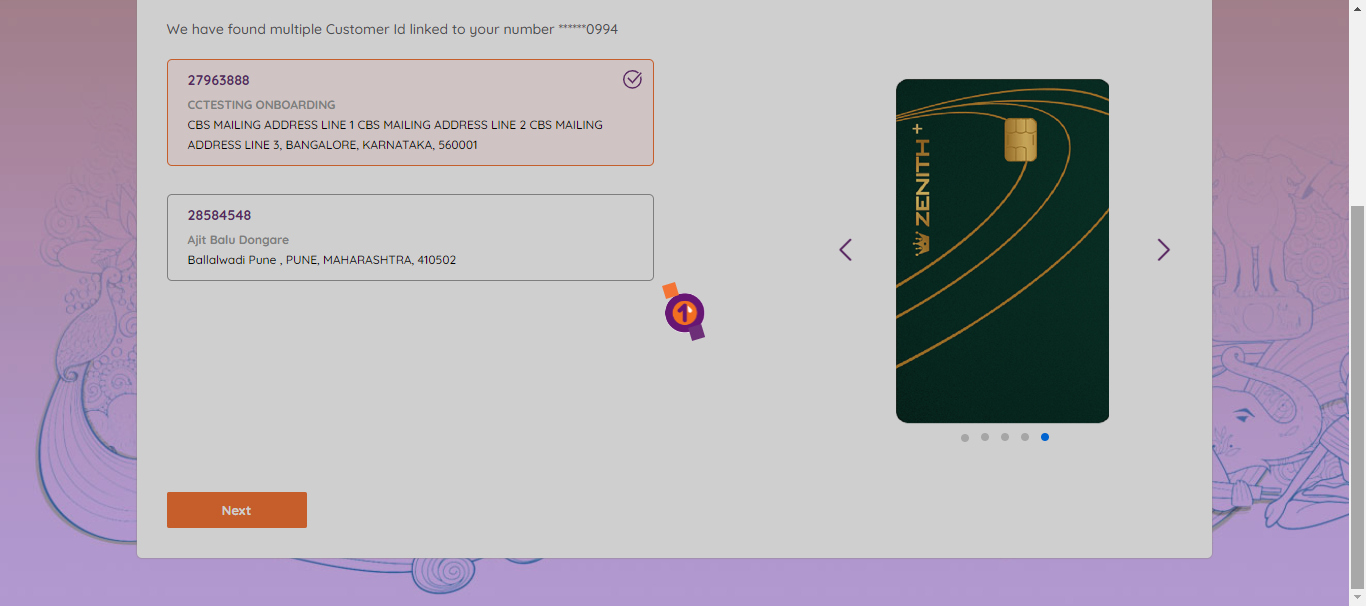 We have found multiple Customer Id linked to your number ******0994
27963888
CCTESTING ONBOARDING
CBS MAILING ADDRESS LINE 1 CBS MAILING ADDRESS LINE 2 CBS MAILING
ADDRESS LINE 3, BANGALORE, KARNATAKA, 560001
28584548
Ajit Balu Dongare
Ballalwadi Pune , PUNE, MAHARASHTRA, 410502
ZENITH+
1
Next